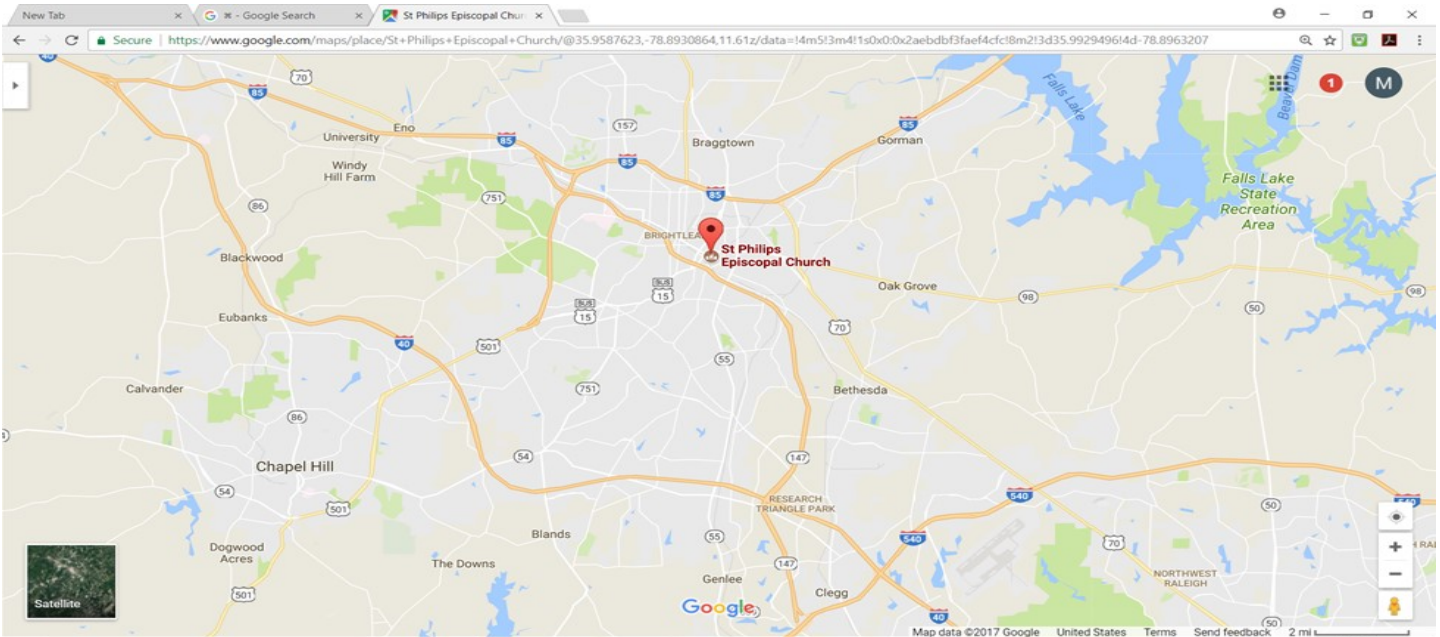 New Tab
⌘ - Google Search
St Philips Episcopal Chur
Secure | https://www.google.com/maps/place/St+Philips+Episcopal+Church/@35.9587623,-78.8930864,11.61z/data=!4m5!3m4!1s0x0:0x2aebdbf3faef4cfc!8m2!3d35.9929496!4d-78.8963207
40
70
85
1
M
Eno
157
Falls Lake
Beaver Dam
University
85
85
Braggtown
Gorman
85
Windy
Hill Farm
85
751
86
Falls Lake
State
Recreation
Area
BRIGHTLEA
St Philips
Episcopal Church
Blackwood
Oak Grove
98
98
BUS
15
BUS
15
50
Eubanks
70
40
501
55
Calvander
751
Bethesda
86
54
147
Chapel Hill
54
501
RESEARCH
TRIANGLE PARK
540
50
540
Blands
55
540
70
Dogwood
Acres
The Downs
147
Genlee
Clegg
NORTHWEST
RALEIGH
H RA
501
Satellite
Google
40
50
Map data ©2017 Google United States Terms Send feedback 2 mi